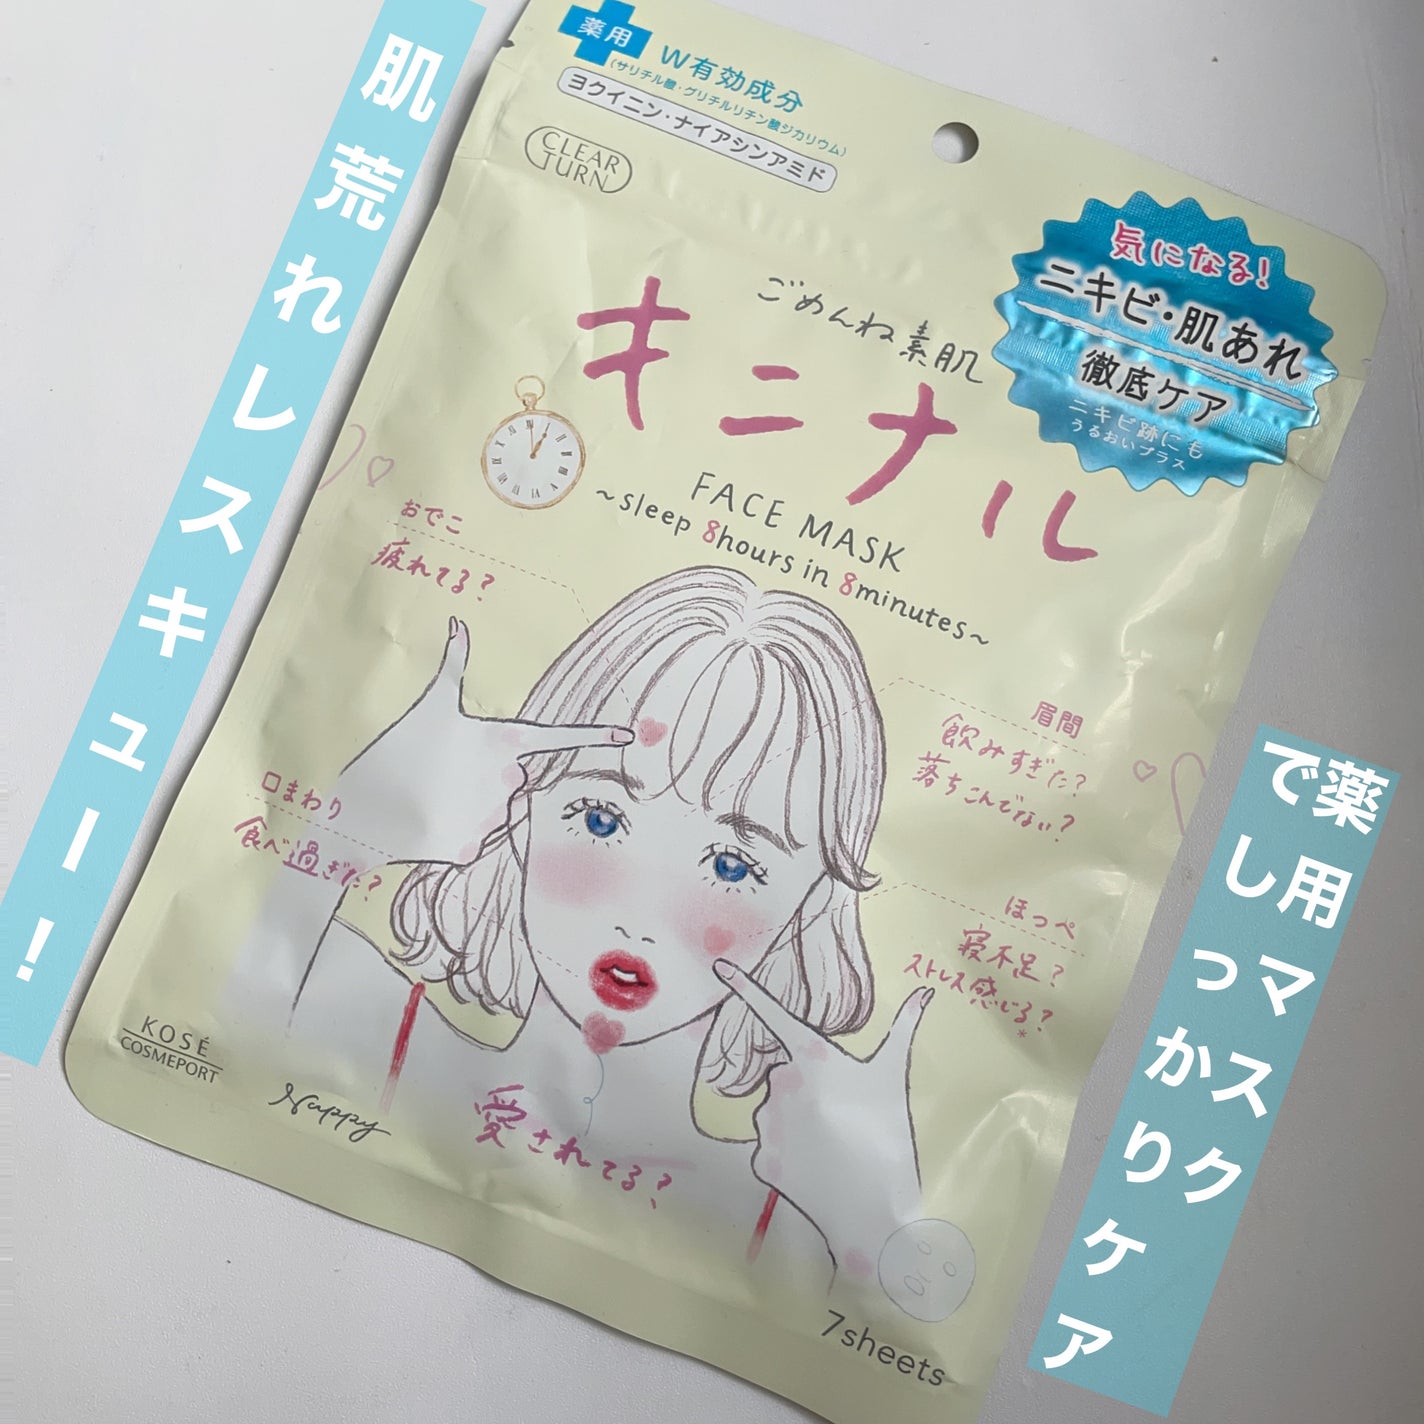 肌荒れレスキュー！
薬用
W有効成分
(サリチル酸・グリチルリチン酸ジカリウム)
ヨクイニン・ナイアシンアミド
CLEAR
TURN
気になる!
ニキビ・肌あれ
徹底ケア
ニキビ跡にも
うるおいプラス
ごめんね素肌
キニナル
FACE MASK
~sleep 8hours in 8minutes~
おでこ
疲れてる?
眉間
飲みすぎた?
落ちこんでない?
口まわり
食べ過ぎた?
ほっぺ
寝不足?
ストレス感じる?*
愛されてる?
KOSÉ
COSMEPORT
Nappy
7sheets
薬用マスク
でしっかりケア